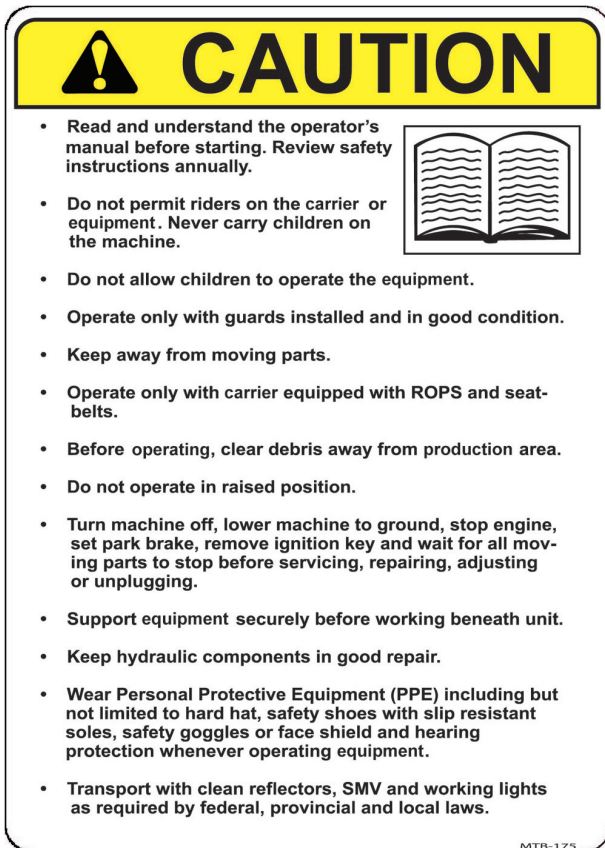 CAUTION
• Read and understand the operator's
manual before starting. Review safety
instructions annually.
• Do not permit riders on the carrier or
equipment. Never carry children on
the machine.
• Do not allow children to operate the equipment.
• Operate only with guards installed and in good condition.
• Keep away from moving parts.
• Operate only with carrier equipped with ROPS and seat-
belts.
• Before operating, clear debris away from production area.
• Do not operate in raised position.
• Turn machine off, lower machine to ground, stop engine,
set park brake, remove ignition key and wait for all mov-
ing parts to stop before servicing, repairing, adjusting
or unplugging.
• Support equipment securely before working beneath unit.
• Keep hydraulic components in good repair.
• Wear Personal Protective Equipment (PPE) including but
not limited to hard hat, safety shoes with slip resistant
soles, safety goggles or face shield and hearing
protection whenever operating equipment.
• Transport with clean reflectors, SMV and working lights
as required by federal, provincial and local laws.
MTB-175